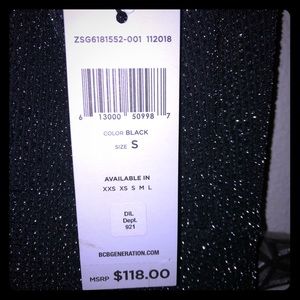 ZSG6181552-001 112018
6 13000 50998 7
COLOR BLACK
SIZE S
AVAILABLE IN
XXS XS S M L
DIL
Dept.
921
BCBGENERATION.COM
MSRP $118.00